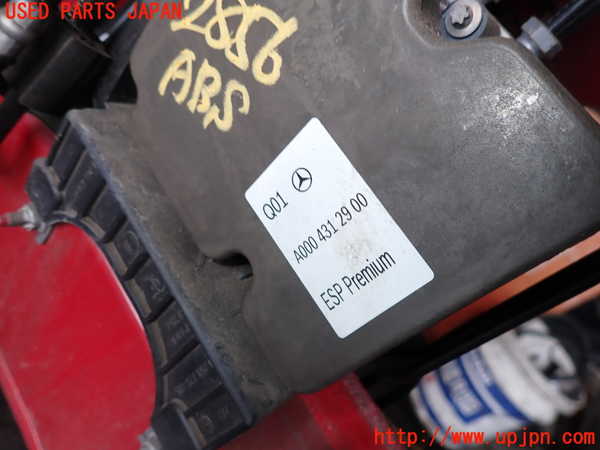 USED PARTS JAPAN
2886
ABS
Q01
A000 431 29 00
ESP Premium
http://www.upjpn.com/